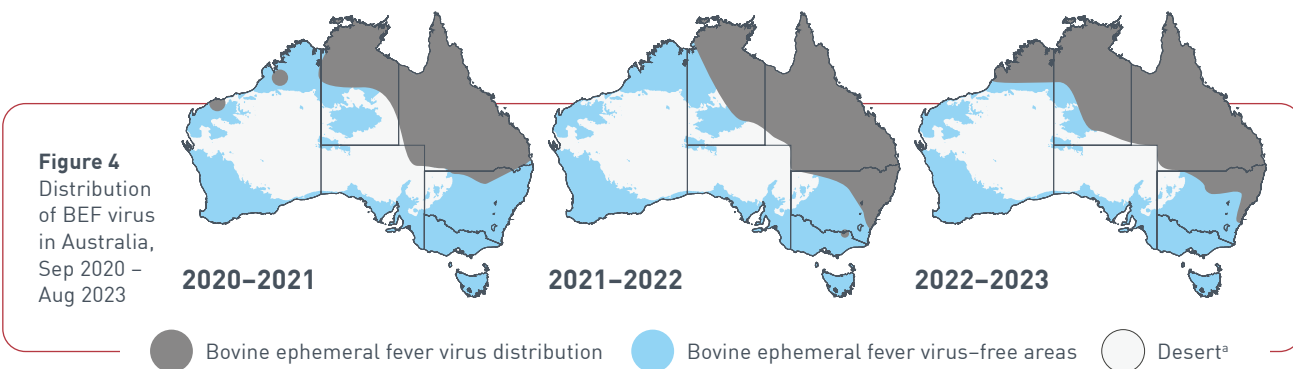 Figure 4
Distribution
of BEF virus
in Australia,
Sep 2020 –
Aug 2023
2020–2021
2021–2022
2022–2023
Bovine ephemeral fever virus distribution
Bovine ephemeral fever virus–free areas
Desertᵃ